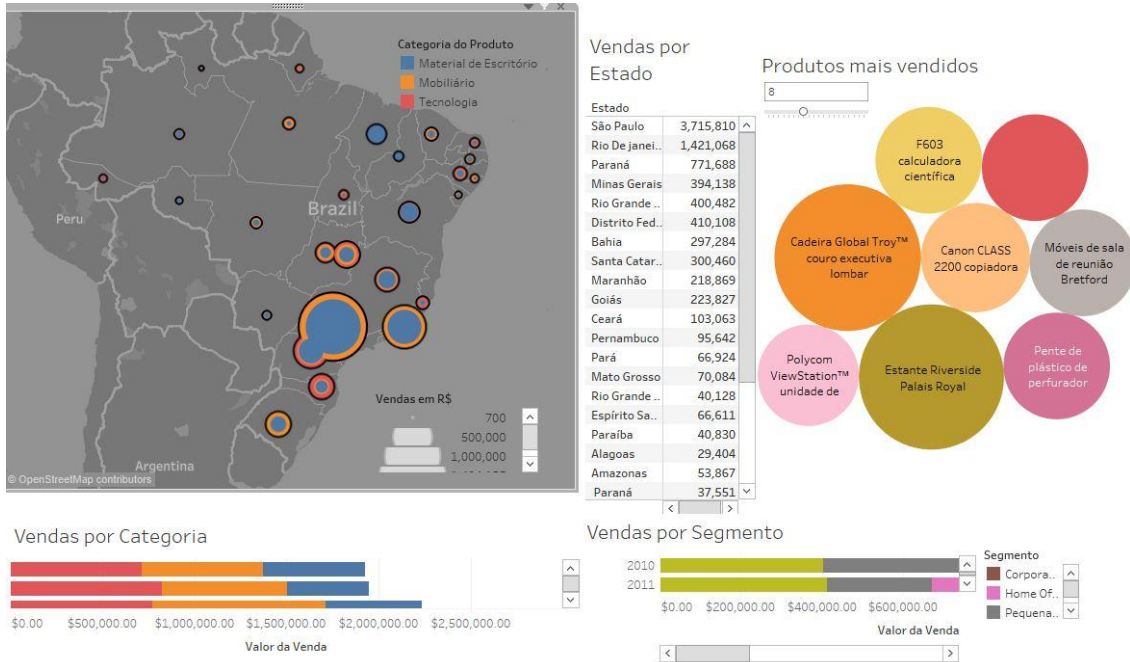 Categoria do Produto
Material de Escritório
Mobiliário
Tecnologia
Peru
Brazil
Argentina
© OpenStreetMap contributors
Vendas em R$
700
500,000
1,000,000
Vendas por
Estado
Estado
São Paulo 3,715,810
Rio De janei.. 1,421,068
Paraná 771,688
Minas Gerais 394,138
Rio Grande .. 400,482
Distrito Fed.. 410,108
Bahia 297,284
Santa Catar.. 300,460
Maranhão 218,869
Goiás 223,827
Ceará 103,063
Pernambuco 95,642
Pará 66,924
Mato Grosso 70,084
Rio Grande .. 40,128
Espírito Sa.. 66,611
Paraíba 40,830
Alagoas 29,404
Amazonas 53,867
Paraná 37,551
Produtos mais vendidos
8
F603
calculadora
científica
Cadeira Global Troy™
couro executiva
lombar
Canon CLASS
2200 copiadora
Móveis de sala
de reunião
Bretford
Polycom
ViewStation™
unidade de
Estante Riverside
Palais Royal
Pente de
plástico de
perfurador
Vendas por Categoria
$0.00 $500,000.00 $1,000,000.00 $1,500,000.00 $2,000,000.00 $2,500,000.00
Valor da Venda
Vendas por Segmento
2010
2011
$0.00 $200,000.00 $400,000.00 $600,000.00
Valor da Venda
Segmento
Corpora..
Home Of..
Pequena..